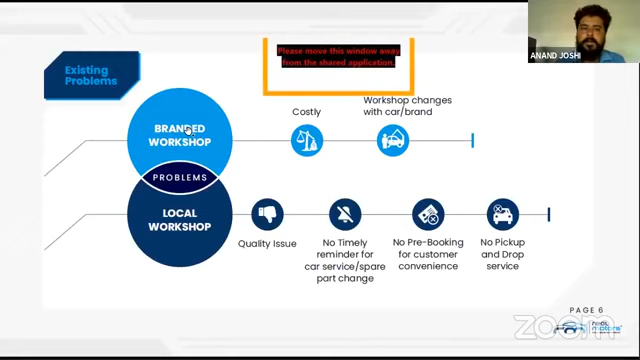 Existing
Problems
Please move this window away
from the shared application.
ANAND JOSHI
BRANDED
WORKSHOP
Costly
Workshop changes
with car/brand
PROBLEMS
LOCAL
WORKSHOP
Quality Issue
No Timely
reminder for
car service/spare
part change
No Pre-Booking
for customer
convenience
No Pickup
and Drop
service
PAGE 6
motors
zoom